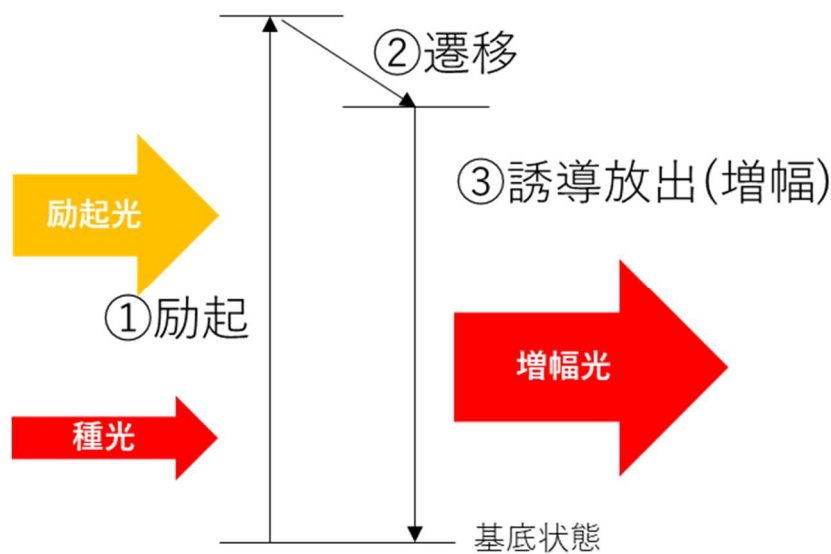 ②遷移
③誘導放出(増幅)
励起光
①励起
増幅光
種光
基底状態